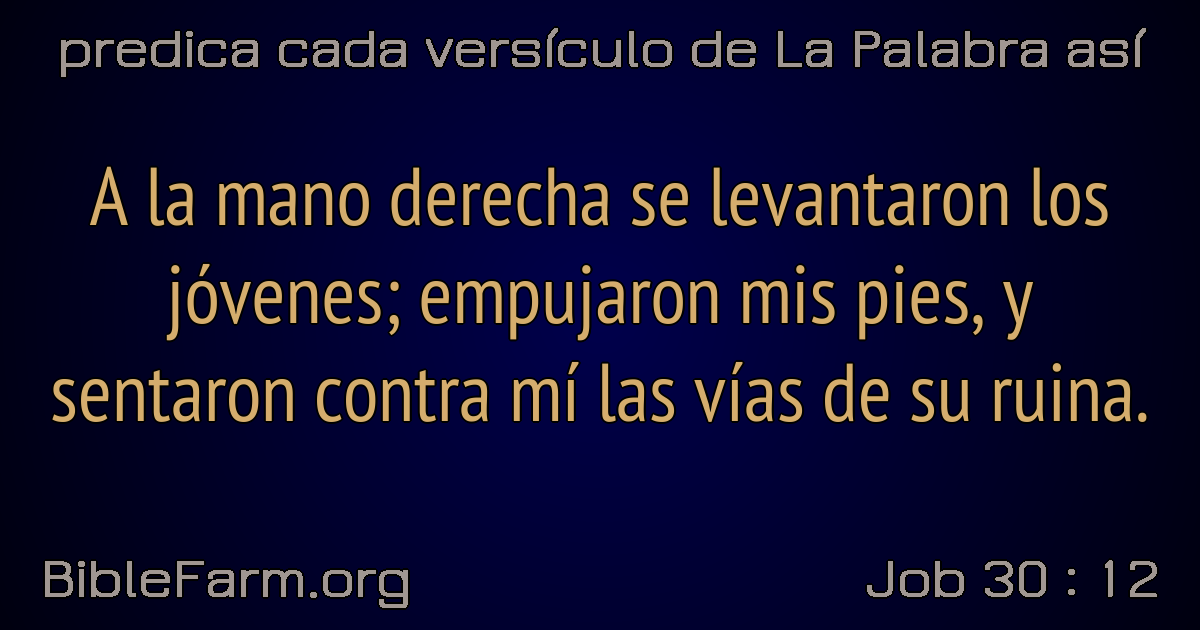 predica cada versículo de La Palabra así
A la mano derecha se levantaron los
jóvenes; empujaron mis pies, y
sentaron contra mí las vías de su ruina.
BibleFarm.org
Job 30 : 12